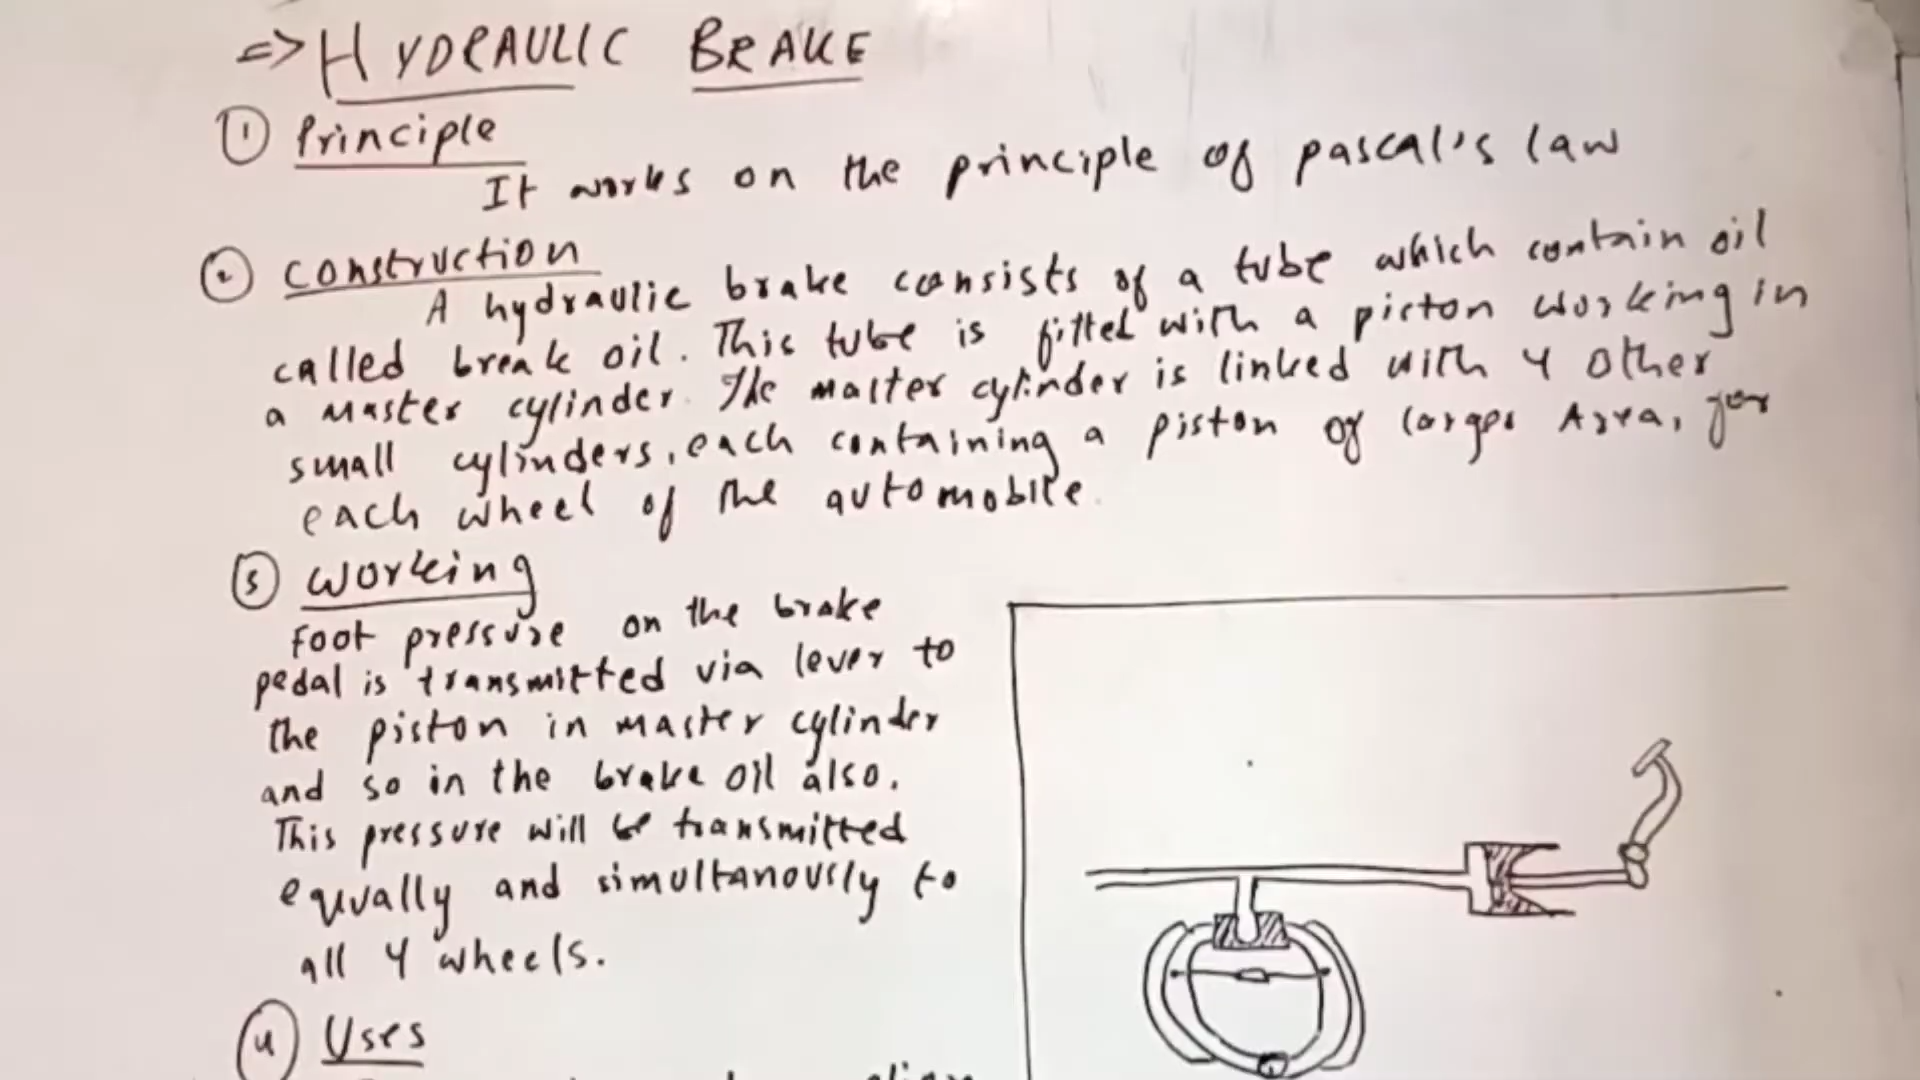 => HYDRAULIC BRAKE
① Principle
It works on the principle of pascal's law
② construction
A hydraulic brake consists of a tube which contain oil
called break oil. This tube is fitted with a picton working in
a master cylinder. The master cylinder is linked with 4 other
small cylinders, each containing a piston of larger Area, for
each wheel of the automobile.
③ working
Foot pressure on the brake
pedal is transmitted via lever to
the piston in master cylinder
and so in the brake oil also.
This pressure will be transmitted
equally and simultanously to
all 4 wheels.
④ Uses